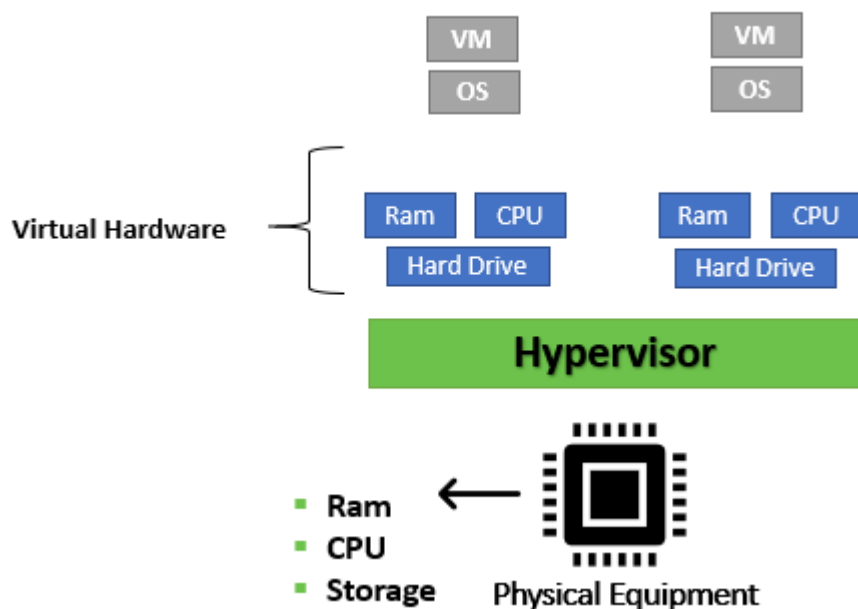 VM VM
OS OS
Virtual Hardware
Ram CPU Ram CPU
Hard Drive Hard Drive
Hypervisor
Ram
CPU
Storage
Physical Equipment